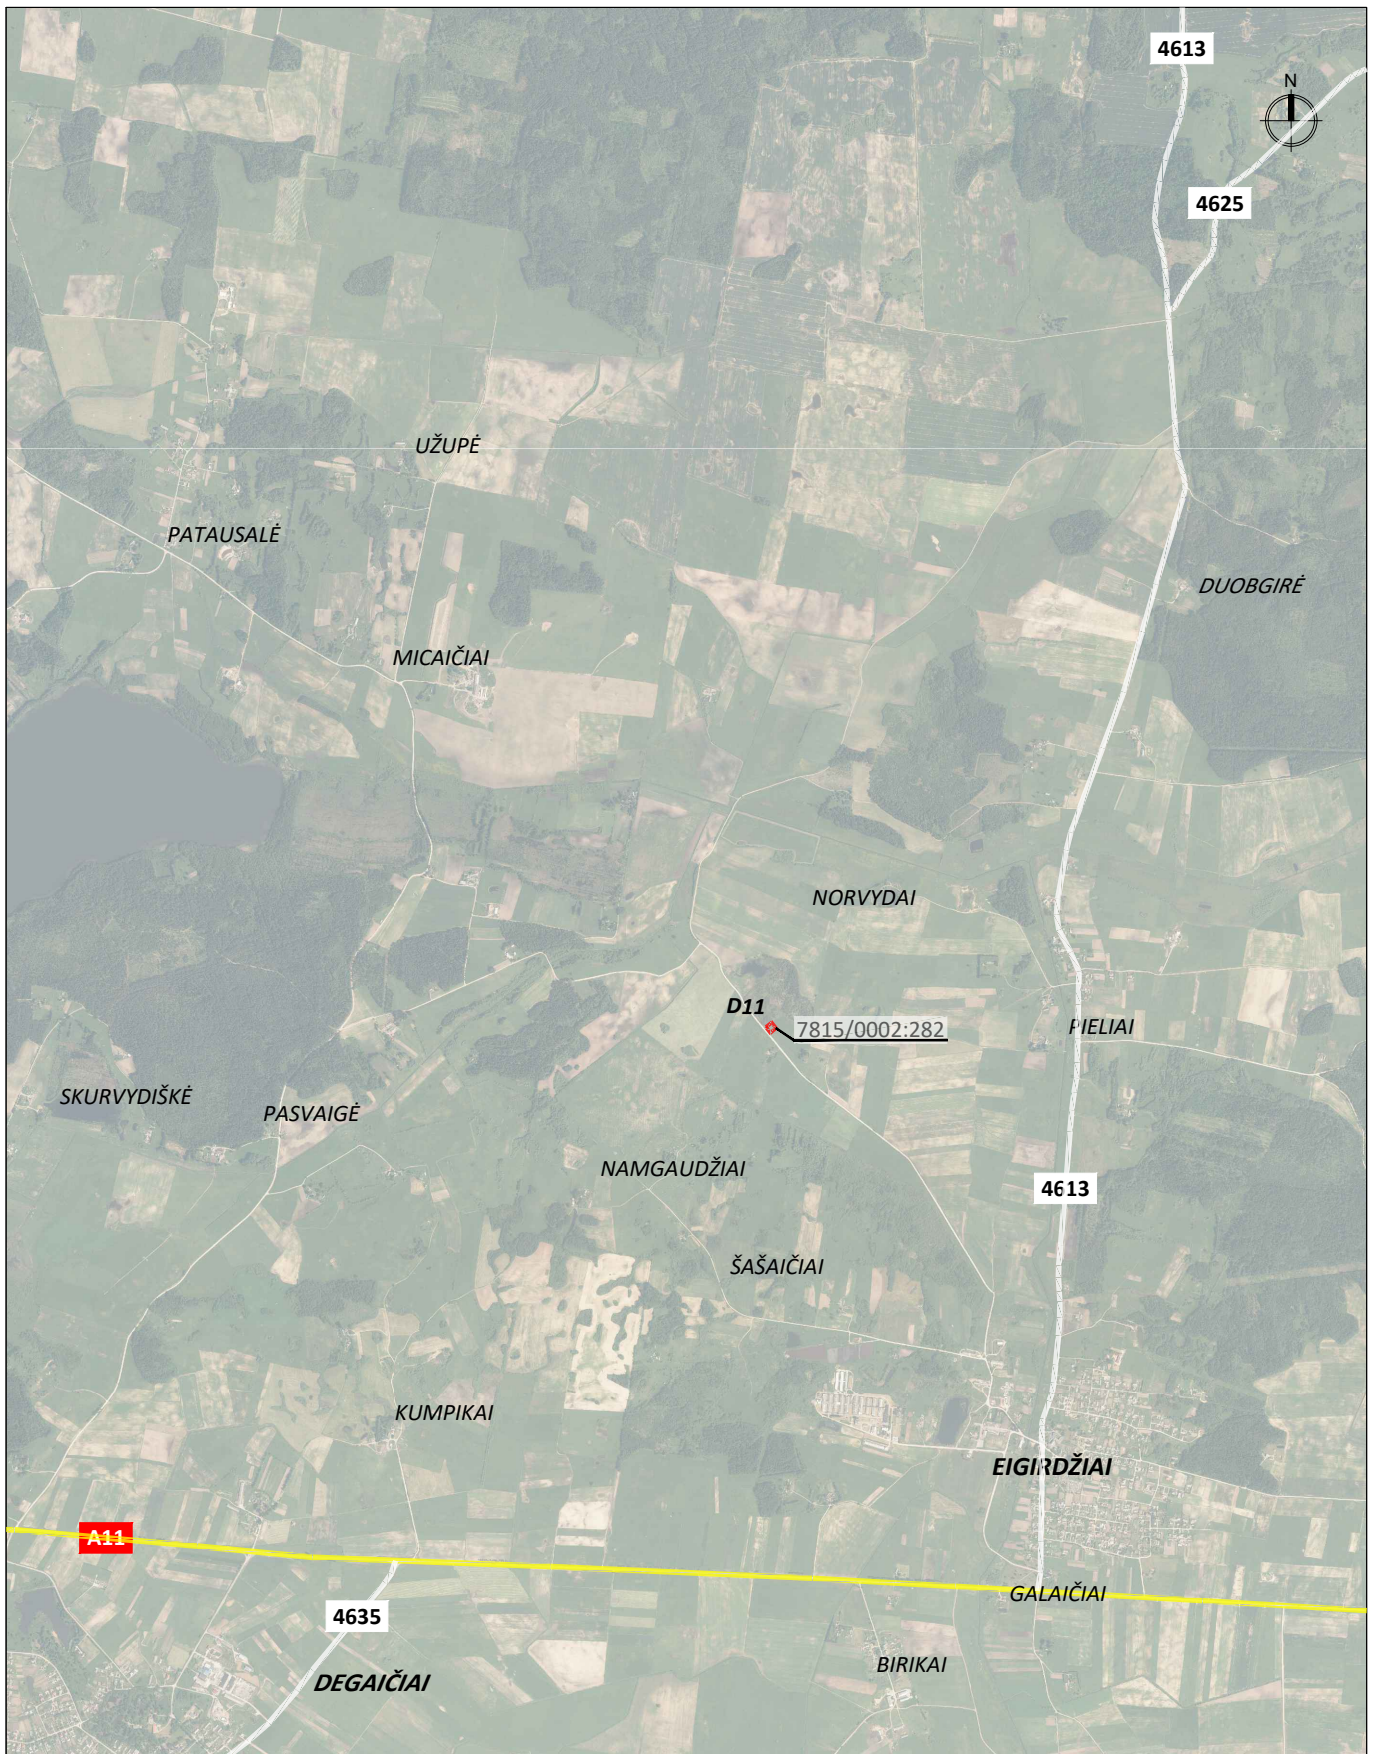 4613
N
4625
UŽUPĖ
PATAUSALĖ
DUOBGIRĖ
MICAIČIAI
NORVYDAI
D11
7815/0002:282
PIELIAI
SKURVYDIŠKĖ
PASVAIGĖ
NAMGAUDŽIAI
4613
ŠAŠAIČIAI
KUMPIKAI
EIGIRDŽIAI
A11
GALAIČIAI
4635
BIRIKAI
DEGAIČIAI